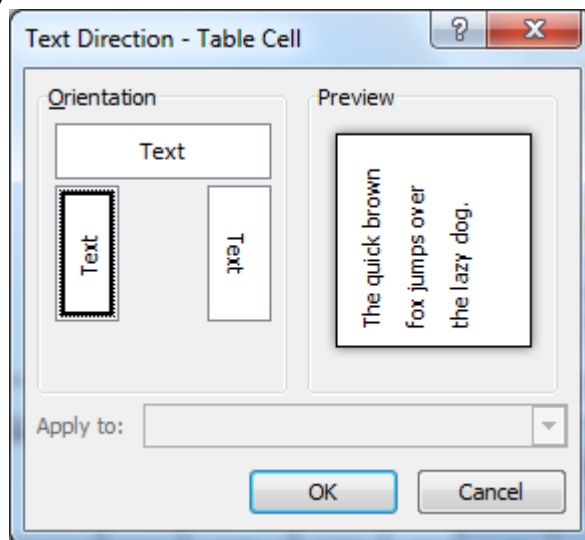 Text Direction - Table Cell
Orientation
Preview
Text
Text
Text
The quick brown
fox jumps over
the lazy dog.
Apply to:
OK
Cancel